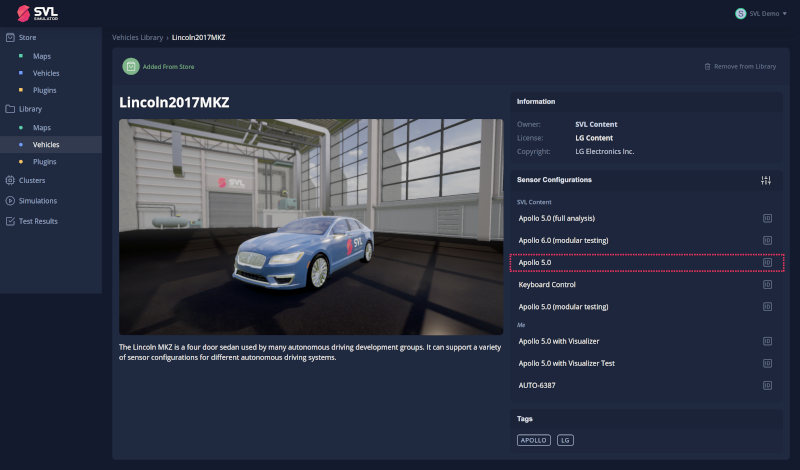 SVL
SIMULATOR
S SVL Demo
Store
Maps
Vehicles
Plugins
Library
Maps
Vehicles
Plugins
Clusters
Simulations
Test Results
Vehicles Library › Lincoln2017MKZ
Added From Store
Remove from Library
Lincoln2017MKZ
SVL
SVL
The Lincoln MKZ is a four door sedan used by many autonomous driving development groups. It can support a variety
of sensor configurations for different autonomous driving systems.
Information
Owner: SVL Content
License: LG Content
Copyright: LG Electronics Inc.
Sensor Configurations
SVL Content
Apollo 5.0 (full analysis)
Apollo 6.0 (modular testing)
Apollo 5.0
Keyboard Control
Apollo 5.0 (modular testing)
Me
Apollo 5.0 with Visualizer
Apollo 5.0 with Visualizer Test
AUTO-6387
Tags
APOLLO LG